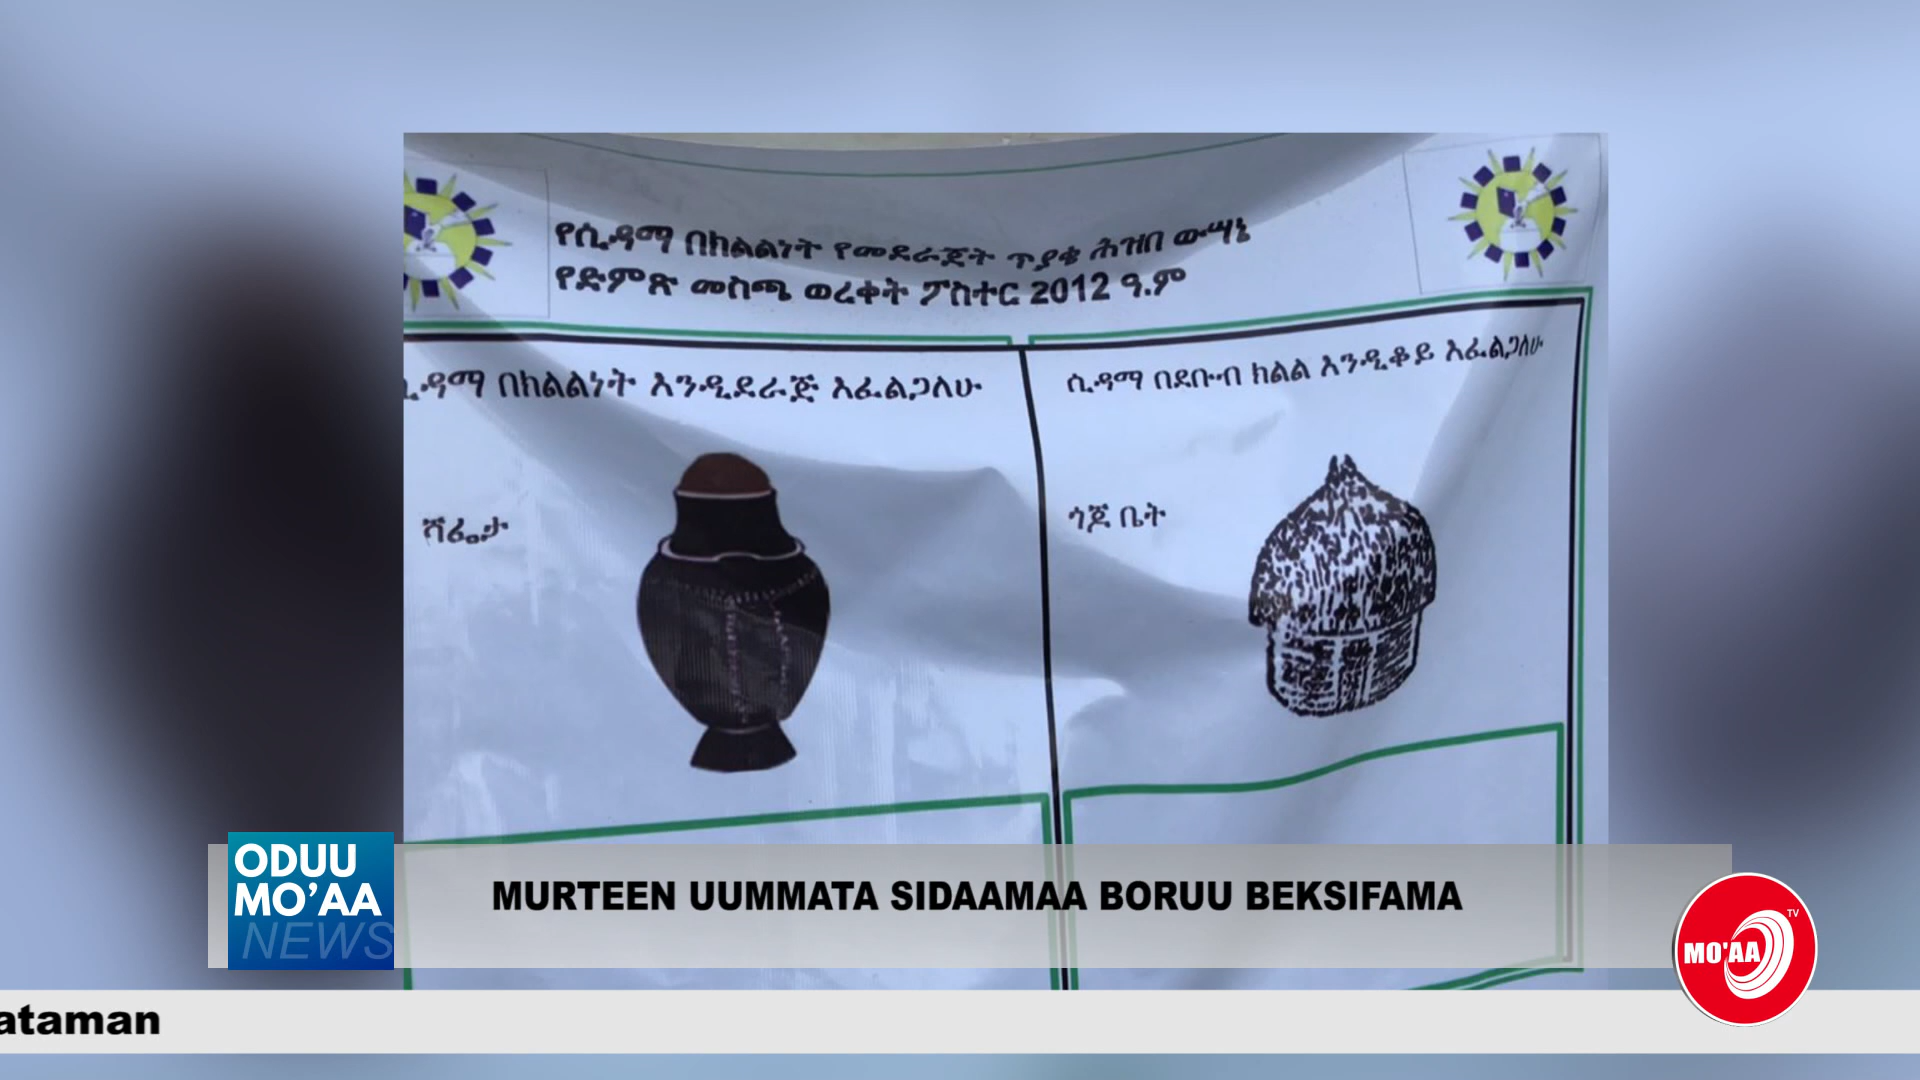 የሲዳማ በክልልነት የመደራጀት ጥያቄ ሕዝበ ውሣኔ
የድምጽ መስጫ ወረቀት ፖስተር 2012 ዓ.ም
ሲዳማ በክልልነት እንዲደራጅ እፈልጋለሁ
ሲዳማ በደቡብ ክልል እንዲቆይ እፈልጋለሁ
ሻፌታ
ጎጆ ቤት
ODUU
MO'AA
NEWS
MURTEEN UUMMATA SIDAAMAA BORUU BEKSIFAMA
TV
MO'AA
ataman